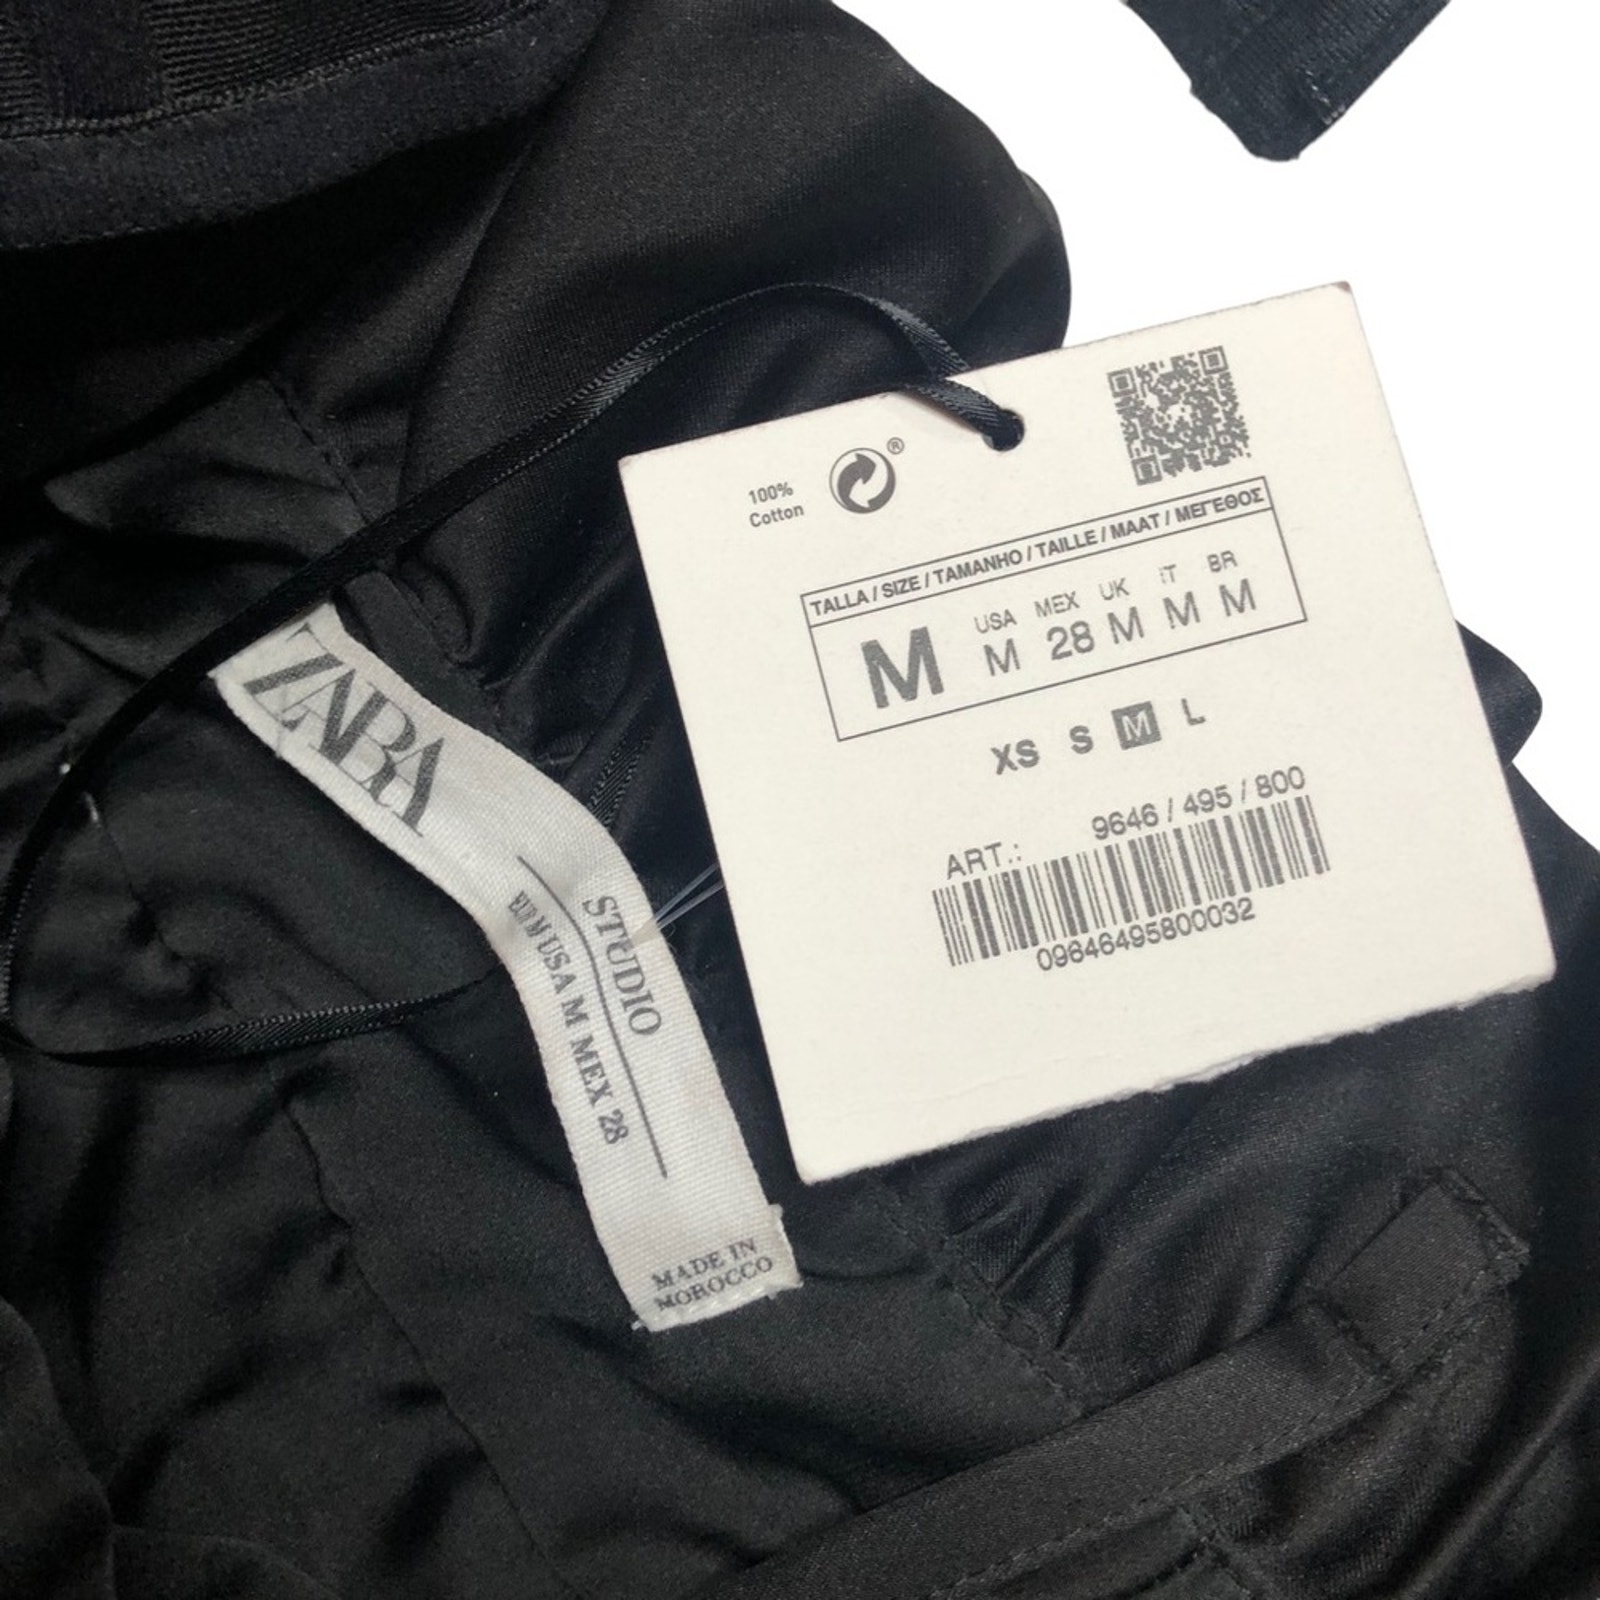 100%
Cotton
®
TALLA / SIZE / TAMANHO / TAILLE / MAAT / ΜΕΓΕΘΟΣ
M
USA MEX UK IT BR
M 28 M M M
XS S M L
ART.: 9646 / 495 / 800
09646495800032
ZARA
STUDIO
EUR M USA M MEX 28
MADE IN
MOROCCO